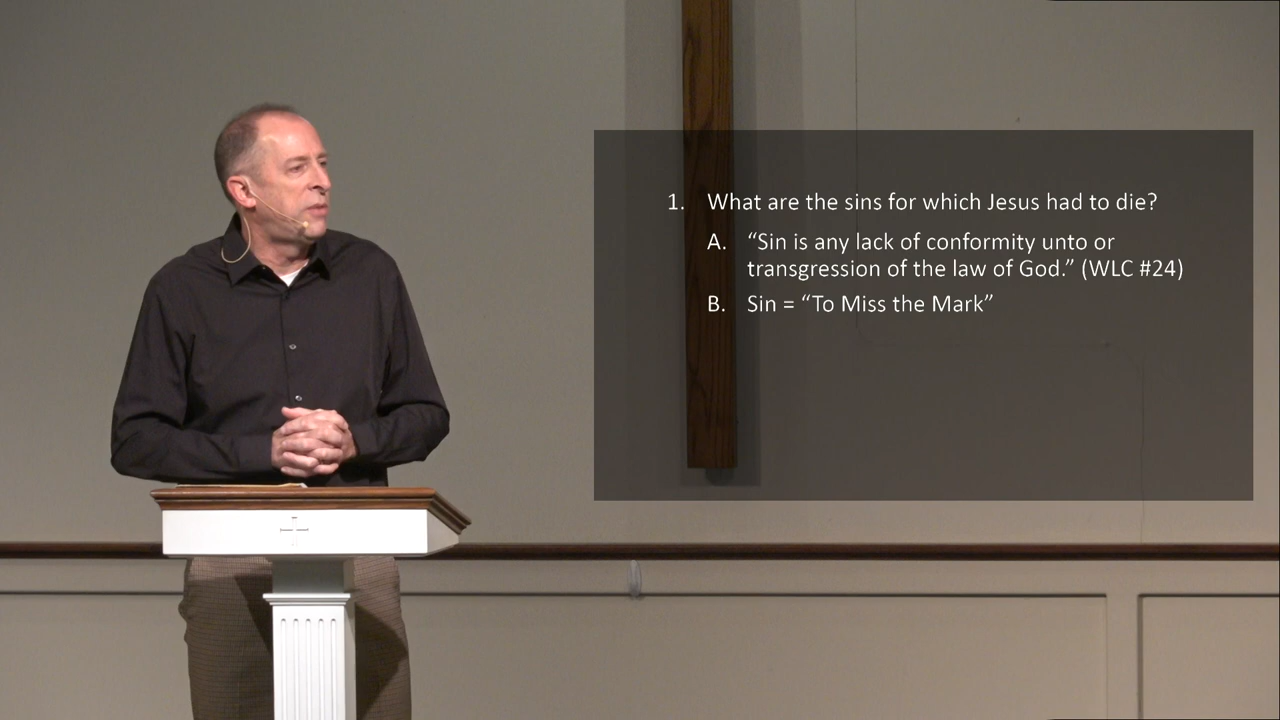 1. What are the sins for which Jesus had to die?
A. “Sin is any lack of conformity unto or
transgression of the law of God.” (WLC #24)
B. Sin = “To Miss the Mark”